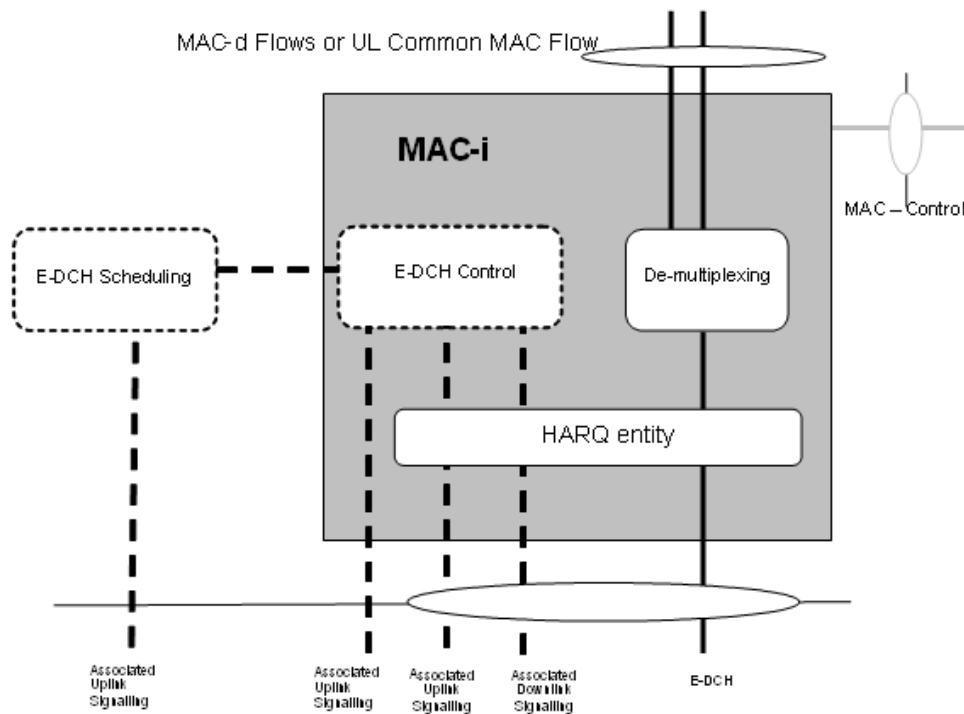 MAC-d Flows or UL Common MAC Flow
MAC-i
MAC – Control
E-DCH Scheduling
E-DCH Control
De-multiplexing
HARQ entity
Associated
Uplink
Signalling
Associated
Uplink
Signalling
Associated
Uplink
Signalling
Associated
Downlink
Signalling
E-DCH